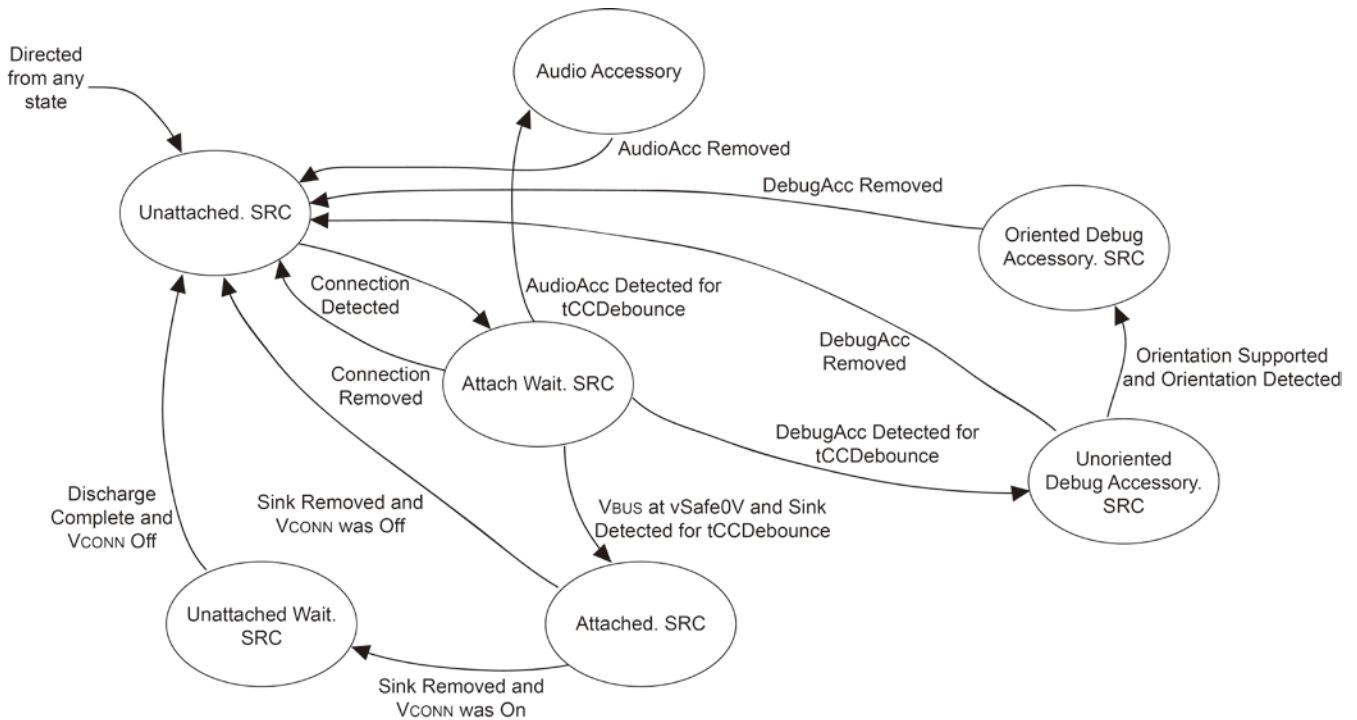 Directed
from any
state
Audio Accessory
AudioAcc Removed
DebugAcc Removed
Unattached. SRC
Oriented Debug
Accessory. SRC
Connection
Detected
AudioAcc Detected for
tCCDebounce
DebugAcc
Removed
Orientation Supported
and Orientation Detected
Connection
Removed
Attach Wait. SRC
DebugAcc Detected for
tCCDebounce
Unoriented
Debug Accessory.
SRC
Discharge
Complete and
VCONN Off
Sink Removed and
VCONN was Off
VBUS at vSafe0V and Sink
Detected for tCCDebounce
Unattached Wait.
SRC
Attached. SRC
Sink Removed and
VCONN was On